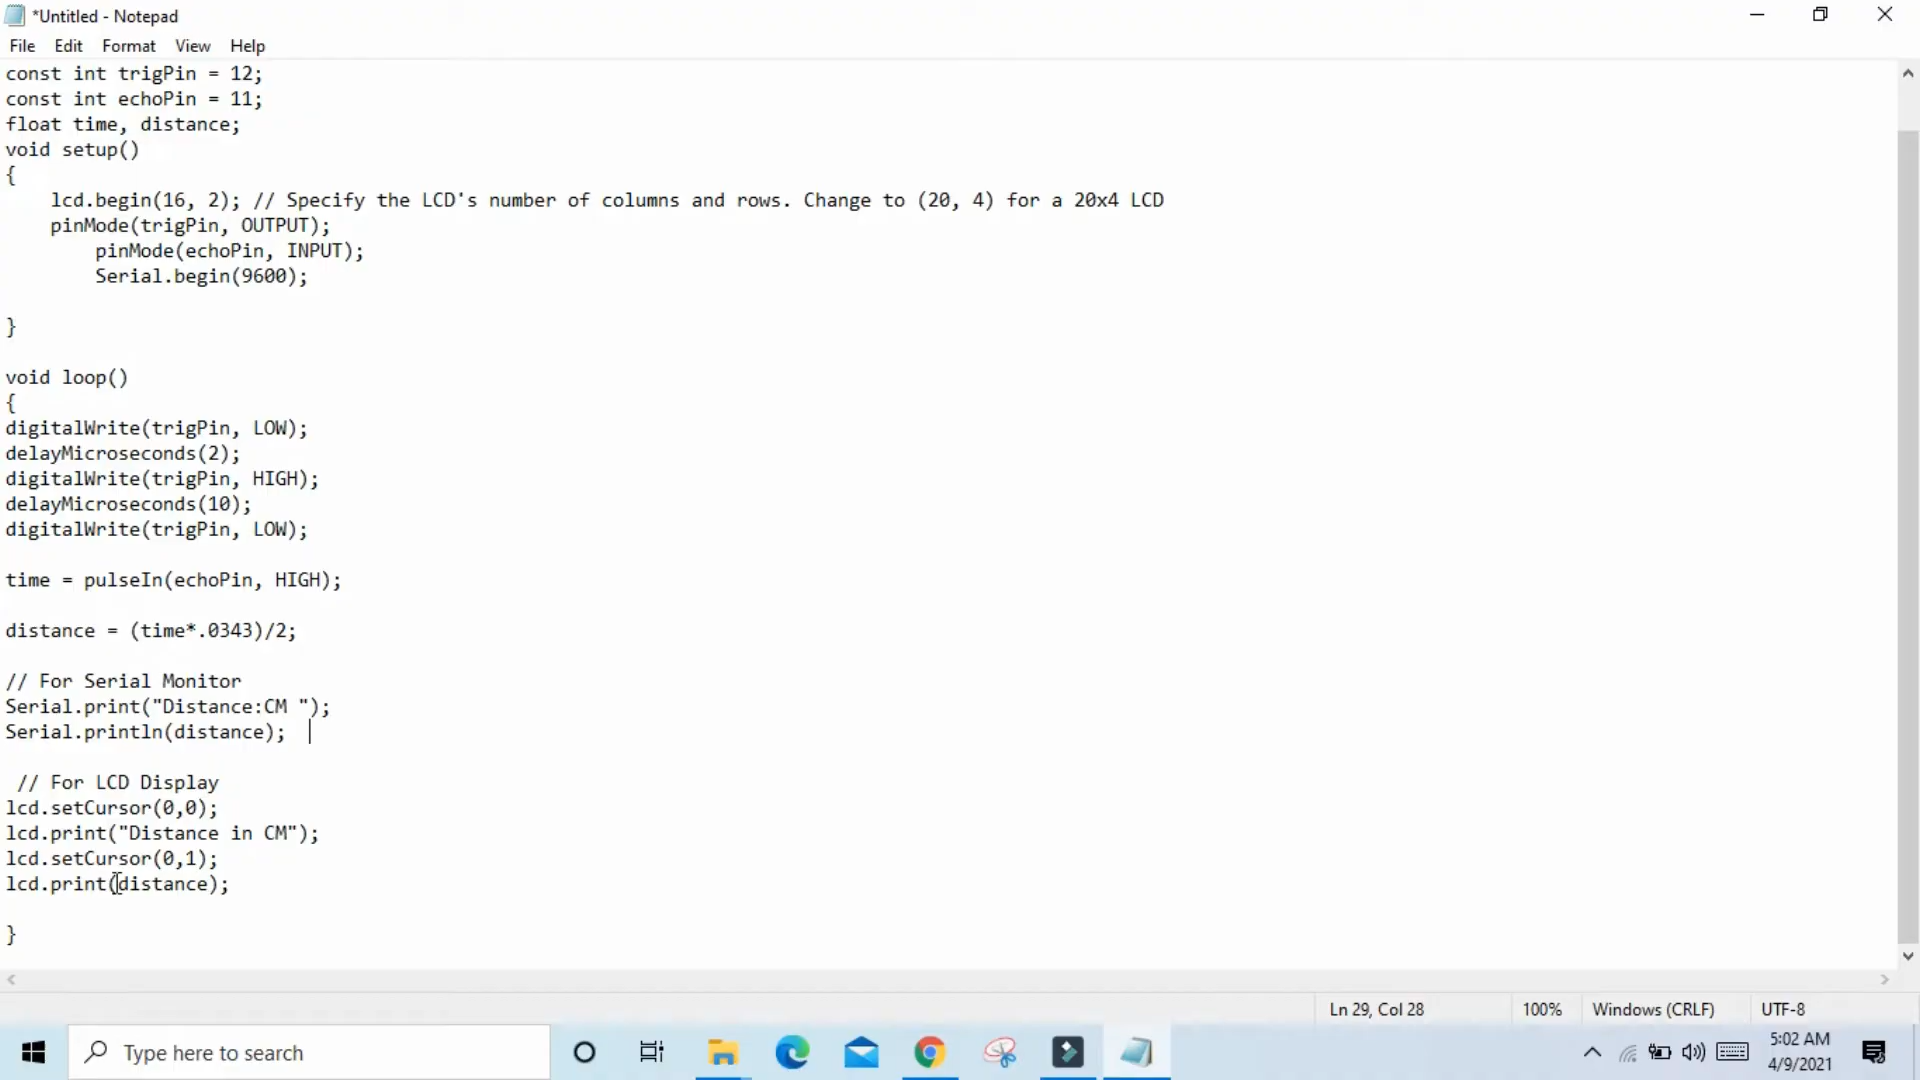 *Untitled - Notepad
File Edit Format View Help
const int trigPin = 12;
const int echoPin = 11;
float time, distance;
void setup()
{
    lcd.begin(16, 2); // Specify the LCD's number of columns and rows. Change to (20, 4) for a 20x4 LCD
    pinMode(trigPin, OUTPUT);
        pinMode(echoPin, INPUT);
        Serial.begin(9600);
}
void loop()
{
digitalWrite(trigPin, LOW);
delayMicroseconds(2);
digitalWrite(trigPin, HIGH);
delayMicroseconds(10);
digitalWrite(trigPin, LOW);
time = pulseIn(echoPin, HIGH);
distance = (time*.0343)/2;
// For Serial Monitor
Serial.print("Distance:CM ");
Serial.println(distance);
 // For LCD Display
lcd.setCursor(0,0);
lcd.print("Distance in CM");
lcd.setCursor(0,1);
lcd.print(distance);
}
Ln 29, Col 28 100% Windows (CRLF) UTF-8
Type here to search
5:02 AM
4/9/2021